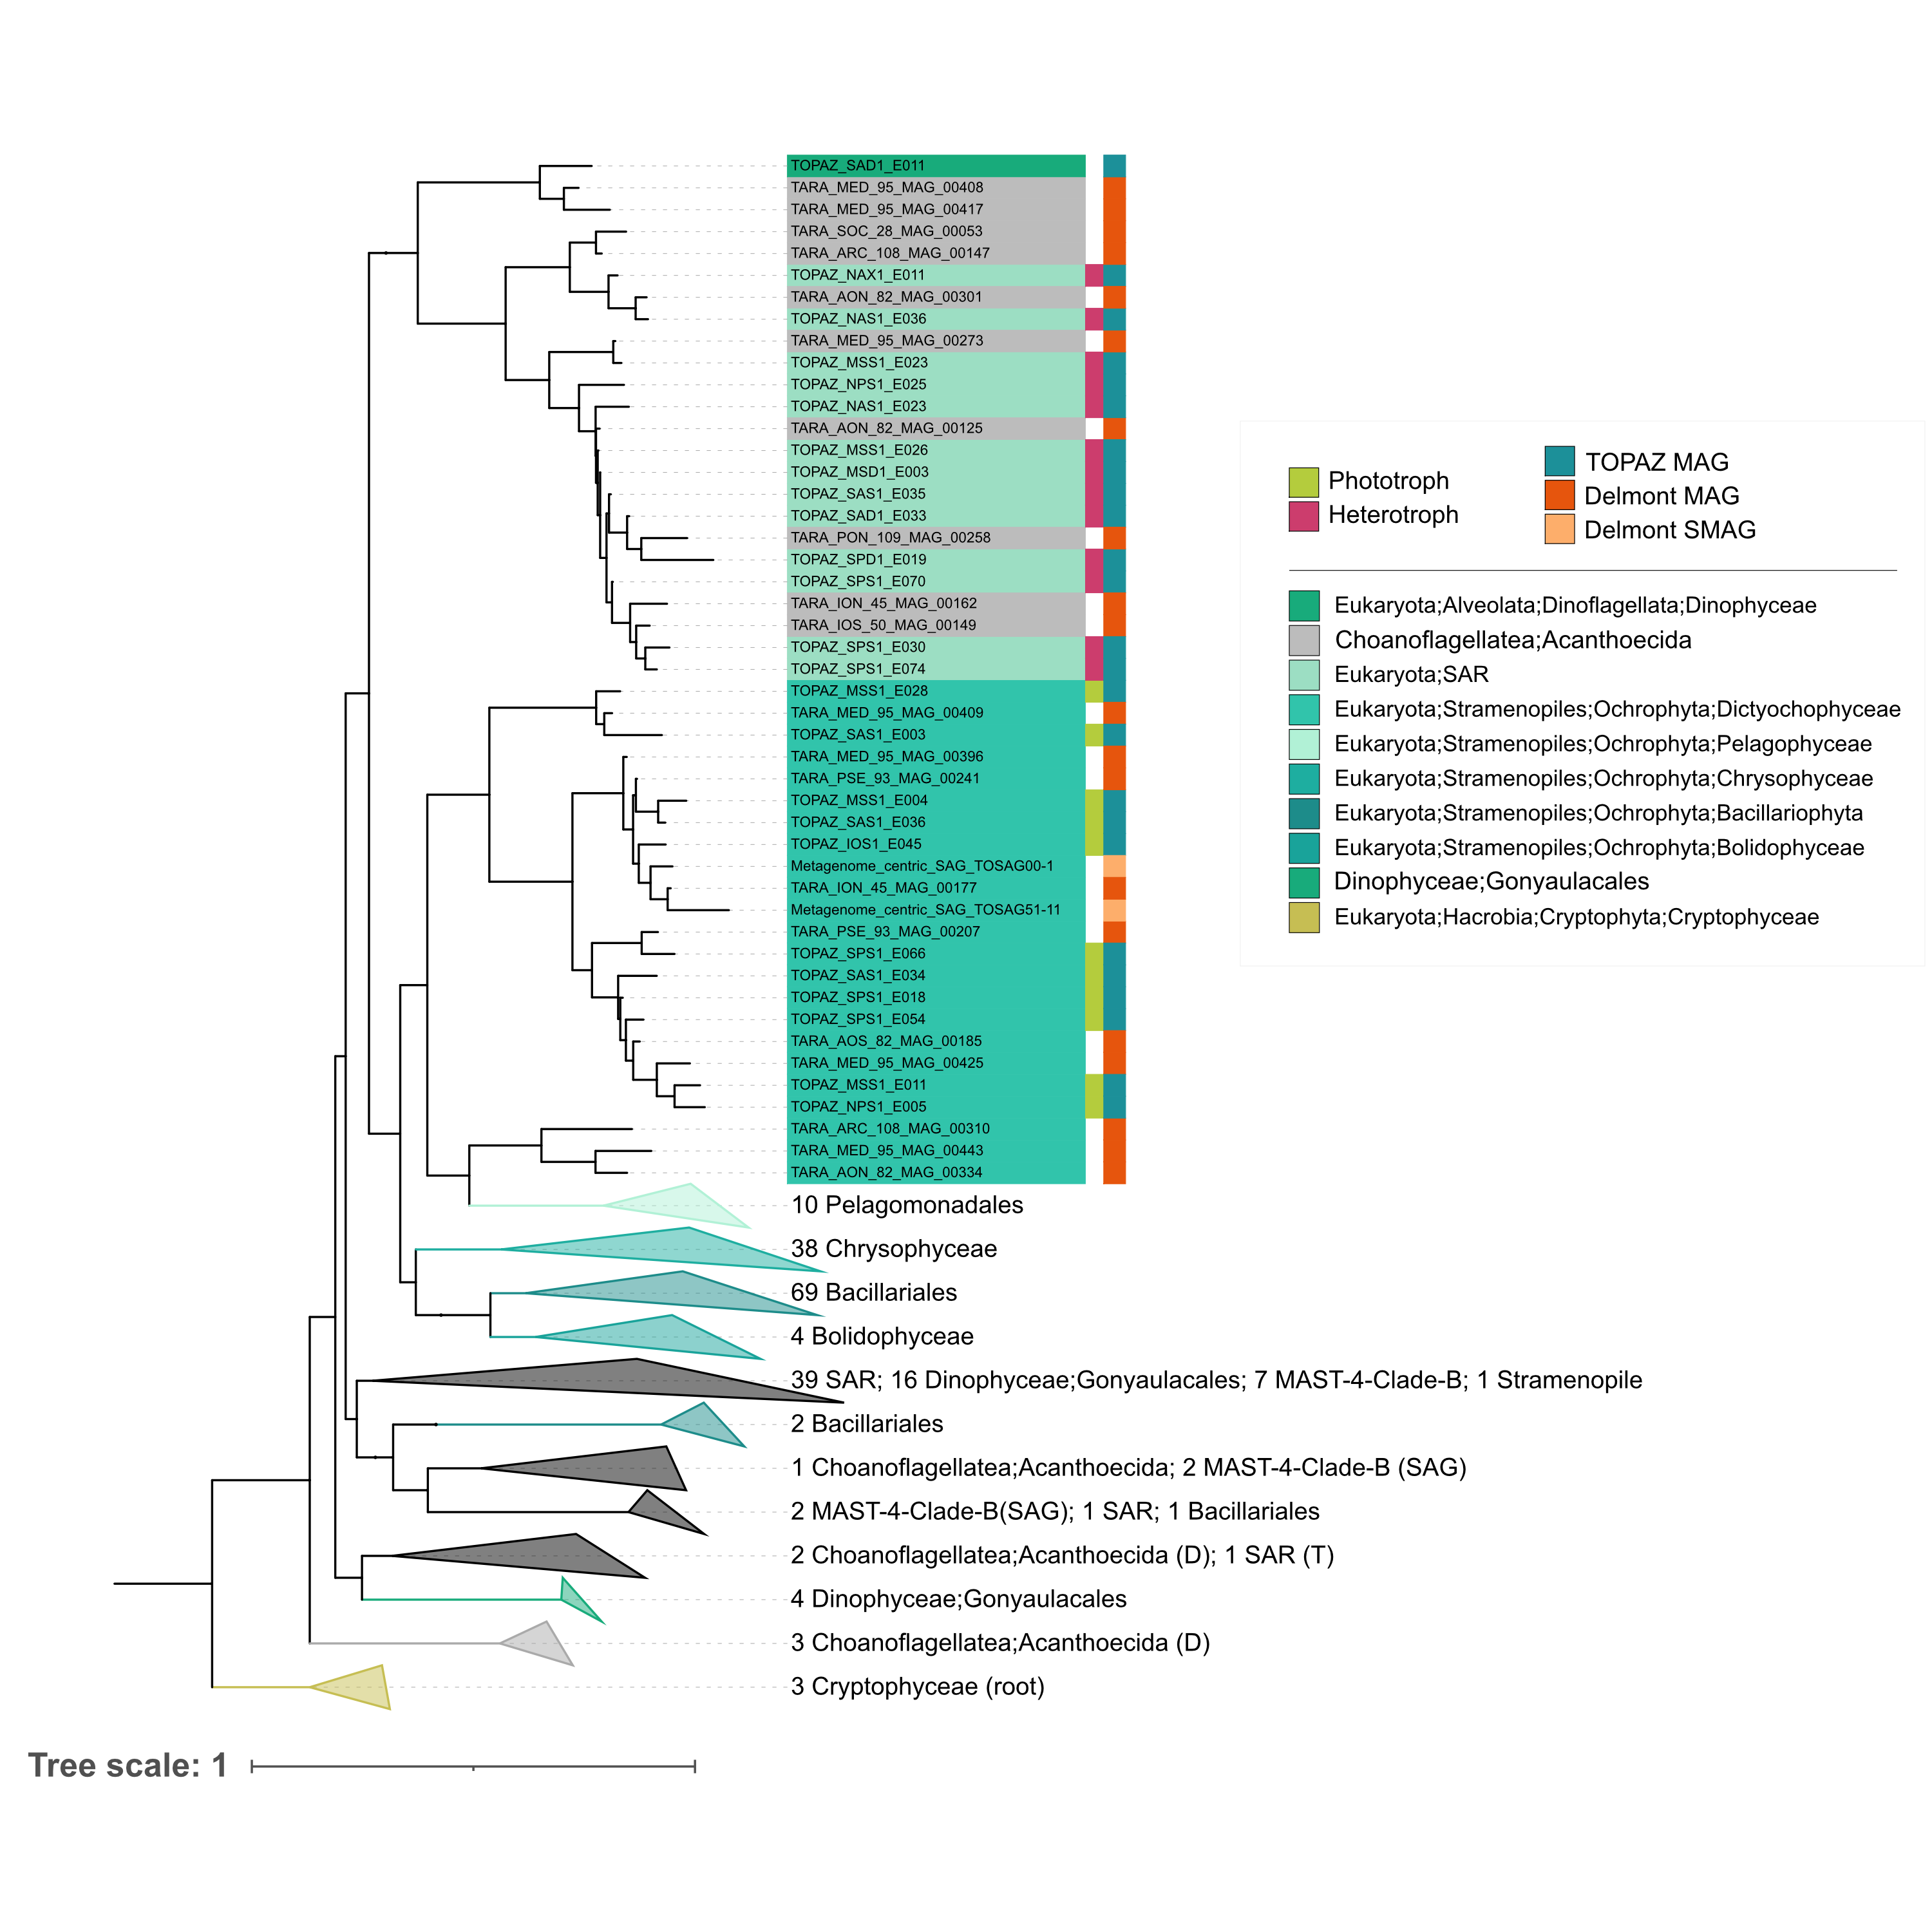 TOPAZ_SAD1_E011
TARA_MED_95_MAG_00408
TARA_MED_95_MAG_00417
TARA_SOC_28_MAG_00053
TARA_ARC_108_MAG_00147
TOPAZ_NAX1_E011
TARA_AON_82_MAG_00301
TOPAZ_NAS1_E036
TARA_MED_95_MAG_00273
TOPAZ_MSS1_E023
TOPAZ_NPS1_E025
TOPAZ_NAS1_E023
TARA_AON_82_MAG_00125
TOPAZ_MSS1_E026
TOPAZ_MSD1_E003
TOPAZ_SAS1_E035
TOPAZ_SAD1_E033
TARA_PON_109_MAG_00258
TOPAZ_SPD1_E019
TOPAZ_SPS1_E070
TARA_ION_45_MAG_00162
TARA_IOS_50_MAG_00149
TOPAZ_SPS1_E030
TOPAZ_SPS1_E074
TOPAZ_MSS1_E028
TARA_MED_95_MAG_00409
TOPAZ_SAS1_E003
TARA_MED_95_MAG_00396
TARA_PSE_93_MAG_00241
TOPAZ_MSS1_E004
TOPAZ_SAS1_E036
TOPAZ_IOS1_E045
Metagenome_centric_SAG_TOSAG00-1
TARA_ION_45_MAG_00177
Metagenome_centric_SAG_TOSAG51-11
TARA_PSE_93_MAG_00207
TOPAZ_SPS1_E066
TOPAZ_SAS1_E034
TOPAZ_SPS1_E018
TOPAZ_SPS1_E054
TARA_AOS_82_MAG_00185
TARA_MED_95_MAG_00425
TOPAZ_MSS1_E011
TOPAZ_NPS1_E005
TARA_ARC_108_MAG_00310
TARA_MED_95_MAG_00443
TARA_AON_82_MAG_00334
10 Pelagomonadales
38 Chrysophyceae
69 Bacillariales
4 Bolidophyceae
39 SAR; 16 Dinophyceae;Gonyaulacales; 7 MAST-4-Clade-B; 1 Stramenopile
2 Bacillariales
1 Choanoflagellatea;Acanthoecida; 2 MAST-4-Clade-B (SAG)
2 MAST-4-Clade-B(SAG); 1 SAR; 1 Bacillariales
2 Choanoflagellatea;Acanthoecida (D); 1 SAR (T)
4 Dinophyceae;Gonyaulacales
3 Choanoflagellatea;Acanthoecida (D)
3 Cryptophyceae (root)
Tree scale: 1
Phototroph
Heterotroph
TOPAZ MAG
Delmont MAG
Delmont SMAG
Eukaryota;Alveolata;Dinoflagellata;Dinophyceae
Choanoflagellatea;Acanthoecida
Eukaryota;SAR
Eukaryota;Stramenopiles;Ochrophyta;Dictyochophyceae
Eukaryota;Stramenopiles;Ochrophyta;Pelagophyceae
Eukaryota;Stramenopiles;Ochrophyta;Chrysophyceae
Eukaryota;Stramenopiles;Ochrophyta;Bacillariophyta
Eukaryota;Stramenopiles;Ochrophyta;Bolidophyceae
Dinophyceae;Gonyaulacales
Eukaryota;Hacrobia;Cryptophyta;Cryptophyceae